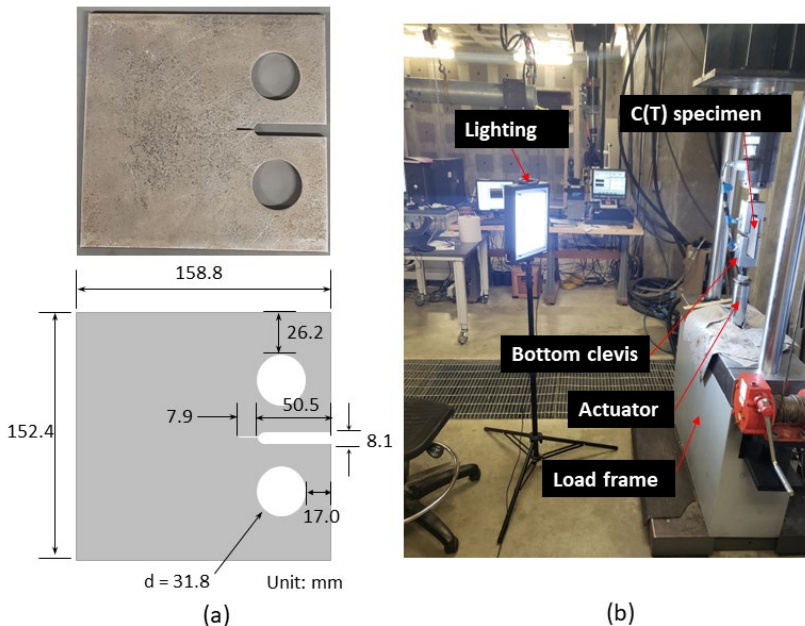 158.8
26.2
7.9
50.5
152.4
8.1
17.0
d = 31.8
Unit: mm
(a)
Lighting
C(T) specimen
Bottom clevis
Actuator
Load frame
(b)